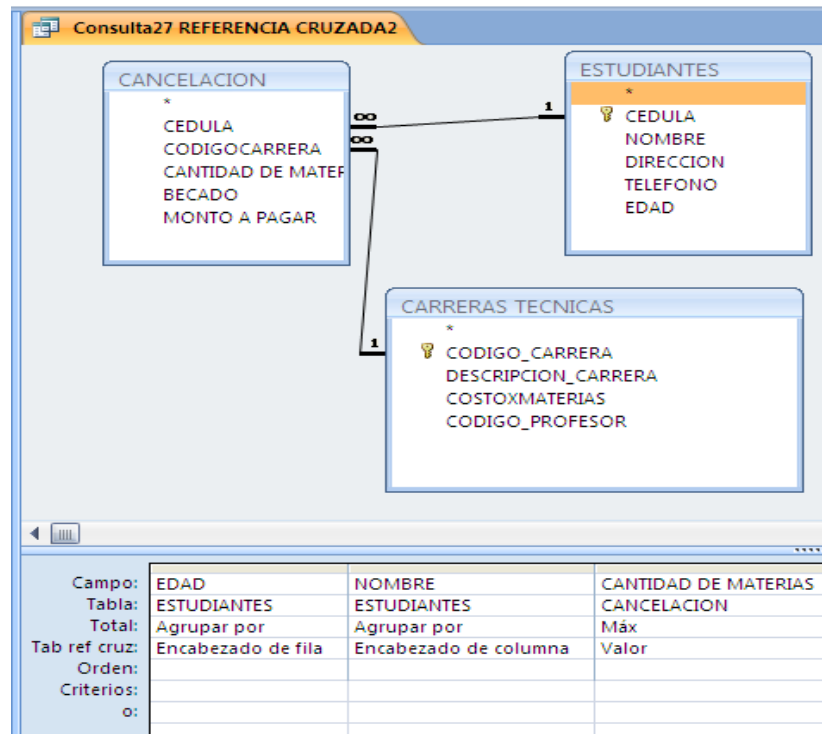 Consulta27 REFERENCIA CRUZADA2
CANCELACION
*
CEDULA
CODIGOCARRERA
CANTIDAD DE MATER
BECADO
MONTO A PAGAR
∞
∞
1
1
ESTUDIANTES
*
CEDULA
NOMBRE
DIRECCION
TELEFONO
EDAD
CARRERAS TECNICAS
*
CODIGO_CARRERA
DESCRIPCION_CARRERA
COSTOXMATERIAS
CODIGO_PROFESOR
Campo: EDAD NOMBRE CANTIDAD DE MATERIAS
Tabla: ESTUDIANTES ESTUDIANTES CANCELACION
Total: Agrupar por Agrupar por Máx
Tab ref cruz: Encabezado de fila Encabezado de columna Valor
Orden:
Criterios:
o: